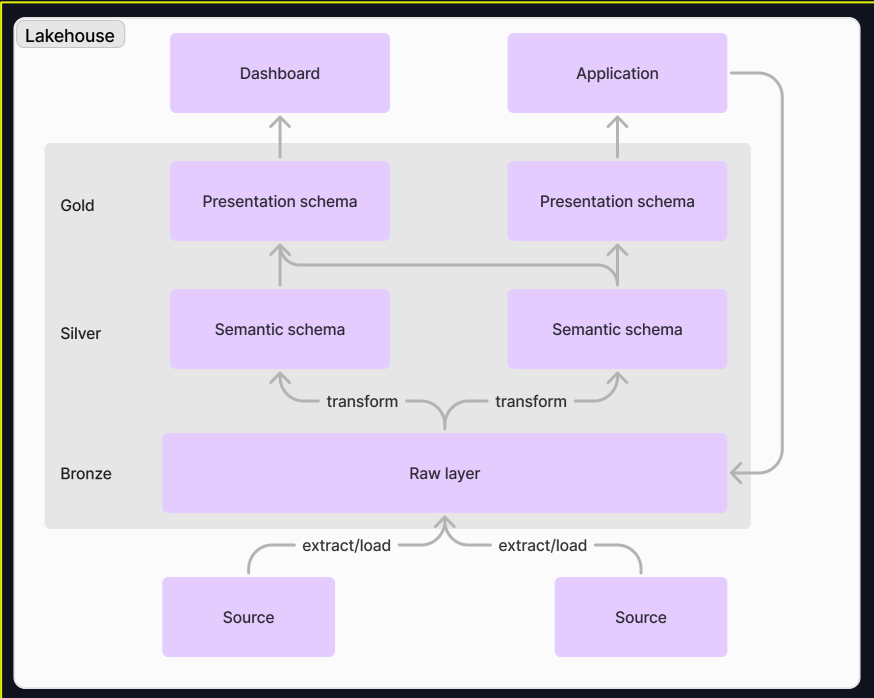 Lakehouse
Dashboard
Application
Gold
Presentation schema
Presentation schema
Silver
Semantic schema
Semantic schema
transform
transform
Bronze
Raw layer
extract/load
extract/load
Source
Source